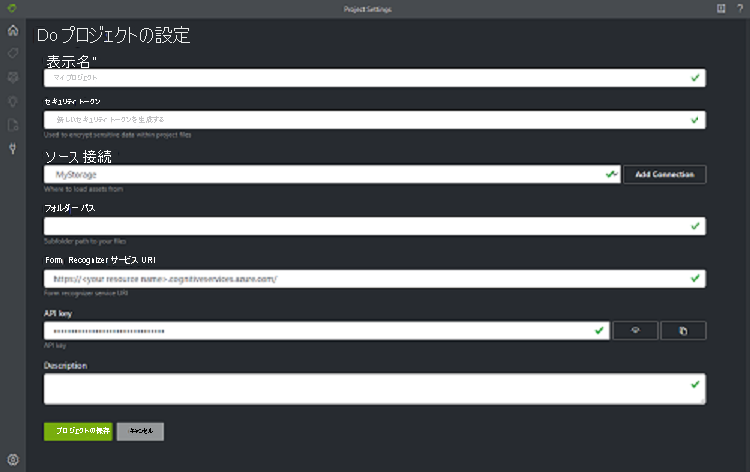 Project Settings
?
Do プロジェクトの設定
表示名*
マイ プロジェクト
セキュリティ トークン
新しいセキュリティ トークンを生成する
Used to encrypt sensitive data within project files
ソース接続
MyStorage
Add Connection
Where to load assets from
フォルダー パス
Subfolder path to your files
Form Recognizer サービス URI
https://<your resource name>.cognitiveservices.azure.com/
Form recognizer service URI
API key
API key
Description
プロジェクトの保存
キャンセル